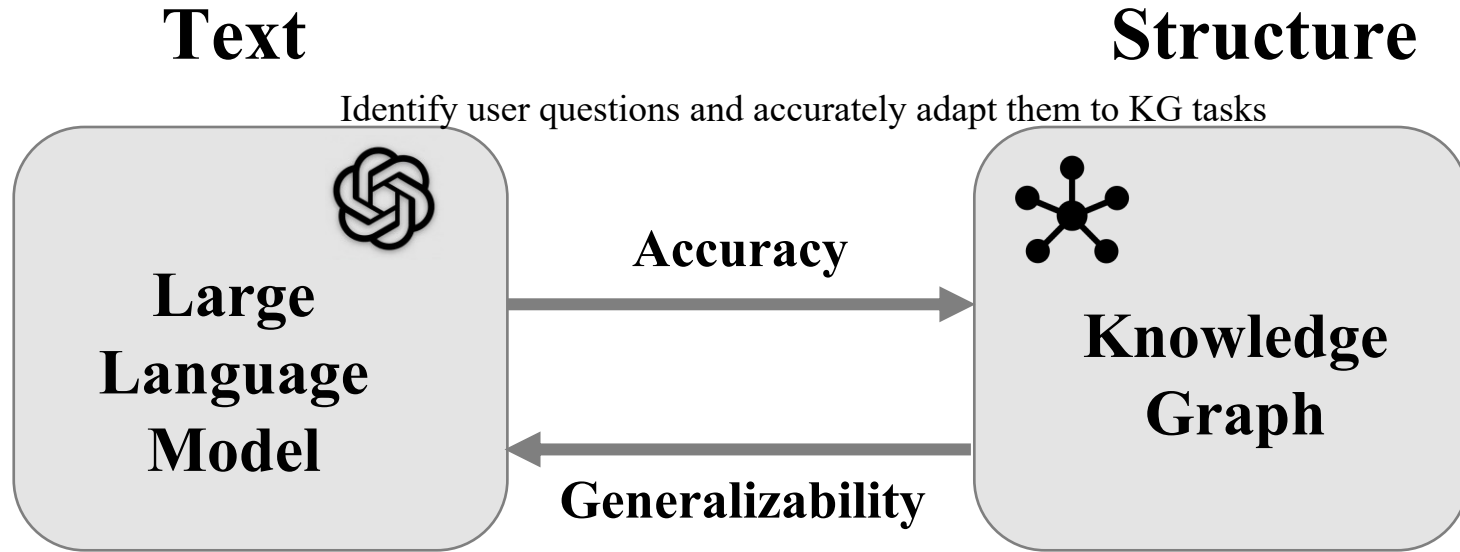 Text
Structure
Identify user questions and accurately adapt them to KG tasks
Large
Language
Model
Accuracy
Generalizability
Knowledge
Graph